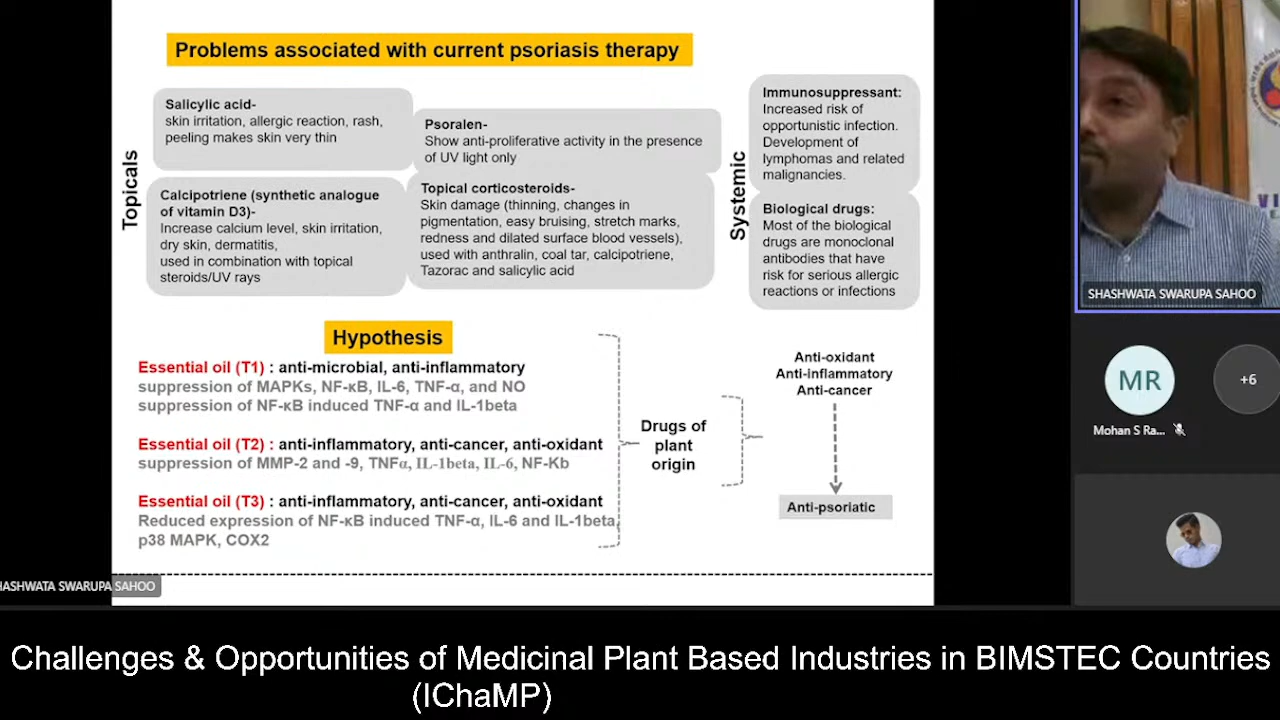 Problems associated with current psoriasis therapy
Topicals
Salicylic acid-
skin irritation, allergic reaction, rash,
peeling makes skin very thin
Psoralen-
Show anti-proliferative activity in the presence
of UV light only
Calcipotriene (synthetic analogue
of vitamin D3)-
Increase calcium level, skin irritation,
dry skin, dermatitis,
used in combination with topical
steroids/UV rays
Topical corticosteroids-
Skin damage (thinning, changes in
pigmentation, easy bruising, stretch marks,
redness and dilated surface blood vessels),
used with anthralin, coal tar, calcipotriene,
Tazorac and salicylic acid
Systemic
Immunosuppressant:
Increased risk of
opportunistic infection.
Development of
lymphomas and related
malignancies.
Biological drugs:
Most of the biological
drugs are monoclonal
antibodies that have
risk for serious allergic
reactions or infections
Hypothesis
Essential oil (T1) : anti-microbial, anti-inflammatory
suppression of MAPKs, NF-κB, IL-6, TNF-α, and NO
suppression of NF-κB induced TNF-α and IL-1beta
Essential oil (T2) : anti-inflammatory, anti-cancer, anti-oxidant
suppression of MMP-2 and -9, TNFα, IL-1beta, IL-6, NF-Kb
Essential oil (T3) : anti-inflammatory, anti-cancer, anti-oxidant
Reduced expression of NF-κB induced TNF-α, IL-6 and IL-1beta,
p38 MAPK, COX2
Drugs of
plant
origin
Anti-oxidant
Anti-inflammatory
Anti-cancer
Anti-psoriatic
HASHWATA SWARUPA SAHOO
SHASHWATA SWARUPA SAHOO
MR
Mohan S Ra...
+6
Challenges & Opportunities of Medicinal Plant Based Industries in BIMSTEC Countries
(IChaMP)